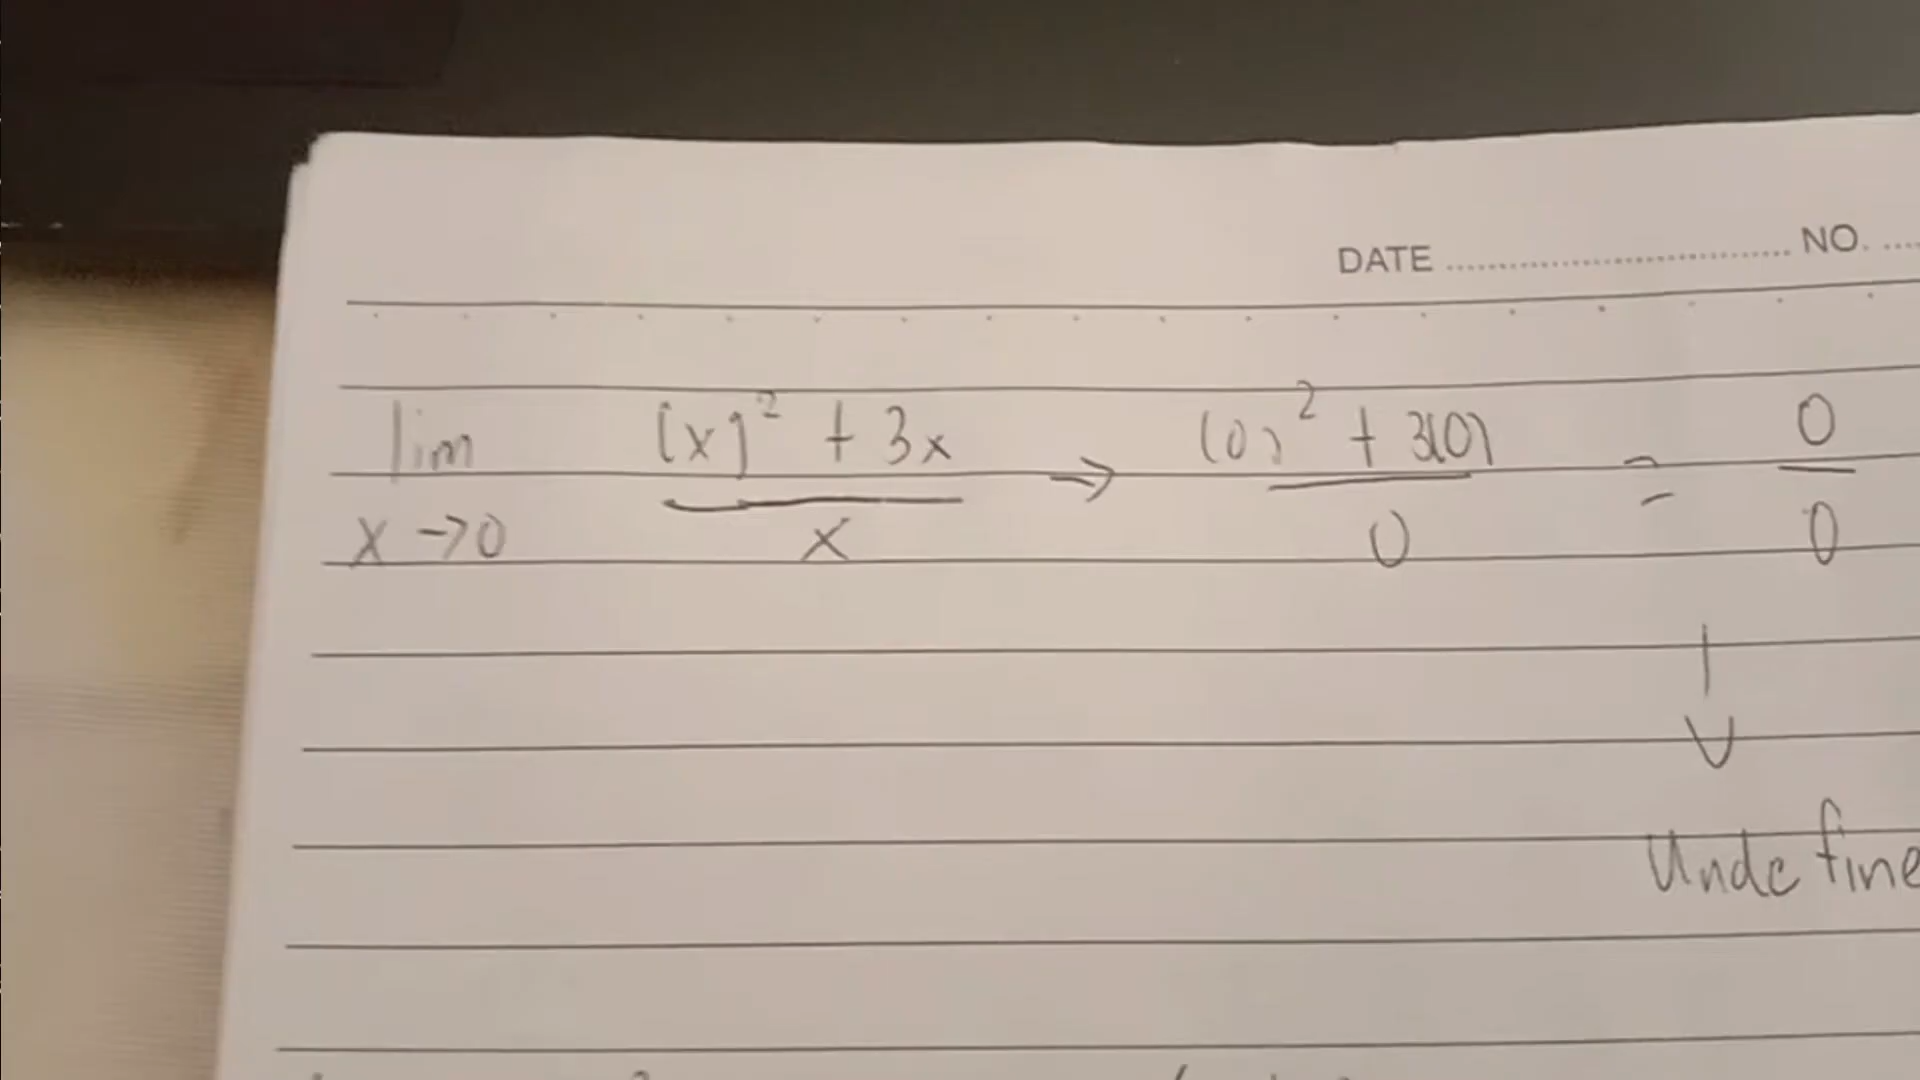 DATE ........................ NO. ....
lim (x)² + 3x → (0)² + 3(0) = 0
x → 0 x 0 0
Undefine